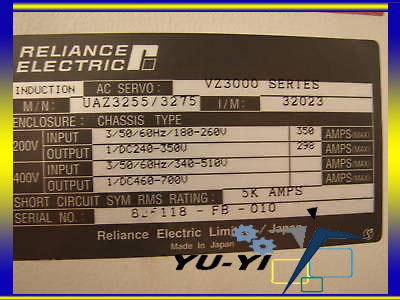 RELIANCE
ELECTRIC
INDUCTION AC SERVO: VZ3000 SERIES
M/N: UAZ3255/3275 I/M: 32023
ENCLOSURE: CHASSIS TYPE
200V INPUT 3/50/60Hz/180-260V 350 AMPS(MAX)
OUTPUT 1/DC240-350V 298 AMPS(MAX)
400V INPUT 3/50/60Hz/340-510V AMPS(MAX)
OUTPUT 1/DC460-700V AMPS(MAX)
SHORT CIRCUIT SYM RMS RATING: 5K AMPS
SERIAL NO.: FB-010
Reliance Electric Limited/Japan
Made In Japan
YU-YI